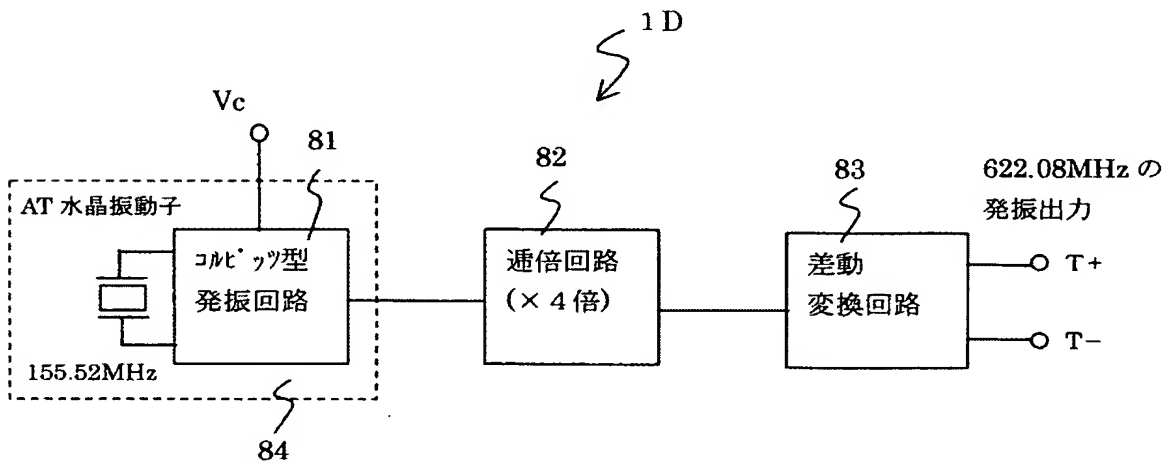 1 D
Vc
81
82
83
622.08MHz の
発振出力
AT 水晶振動子
ｺﾙﾋﾟｯﾂ型
発振回路
逓倍回路
(× 4 倍)
差動
変換回路
T+
T−
155.52MHz
84